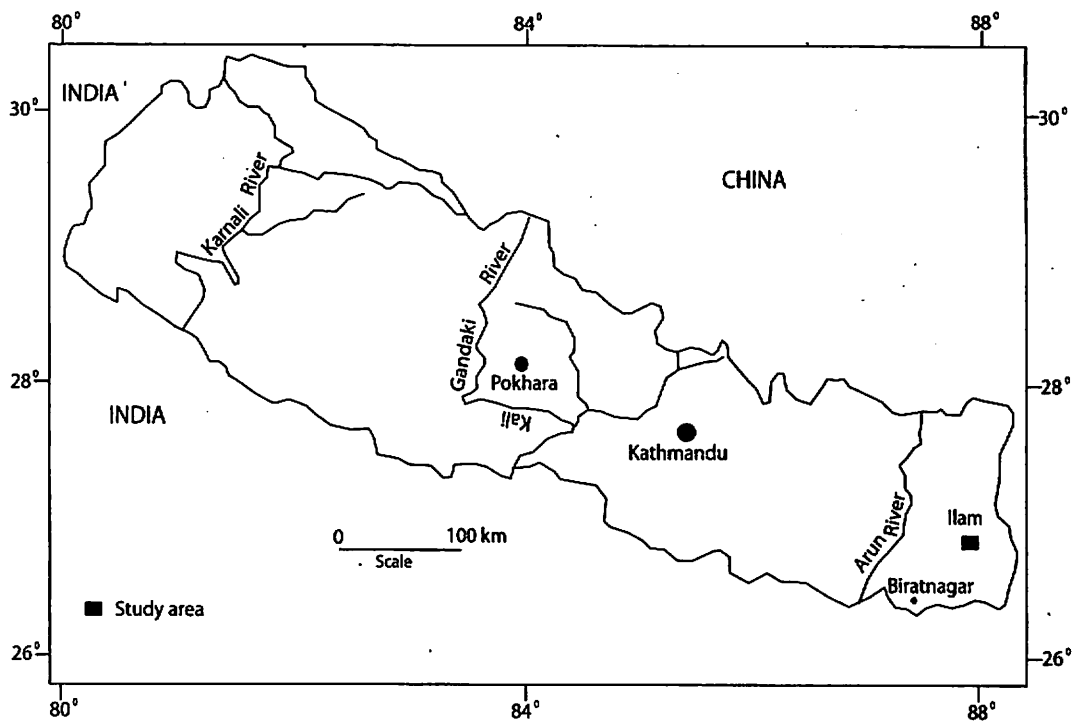 80°
84°
88°
INDIA
30°
30°
CHINA
Karnali River
Gandaki River
Pokhara
Kali
28°
28°
INDIA
Kathmandu
Arun River
Ilam
Biratnagar
0 100 km
Scale
Study area
26°
26°
80°
84°
88°